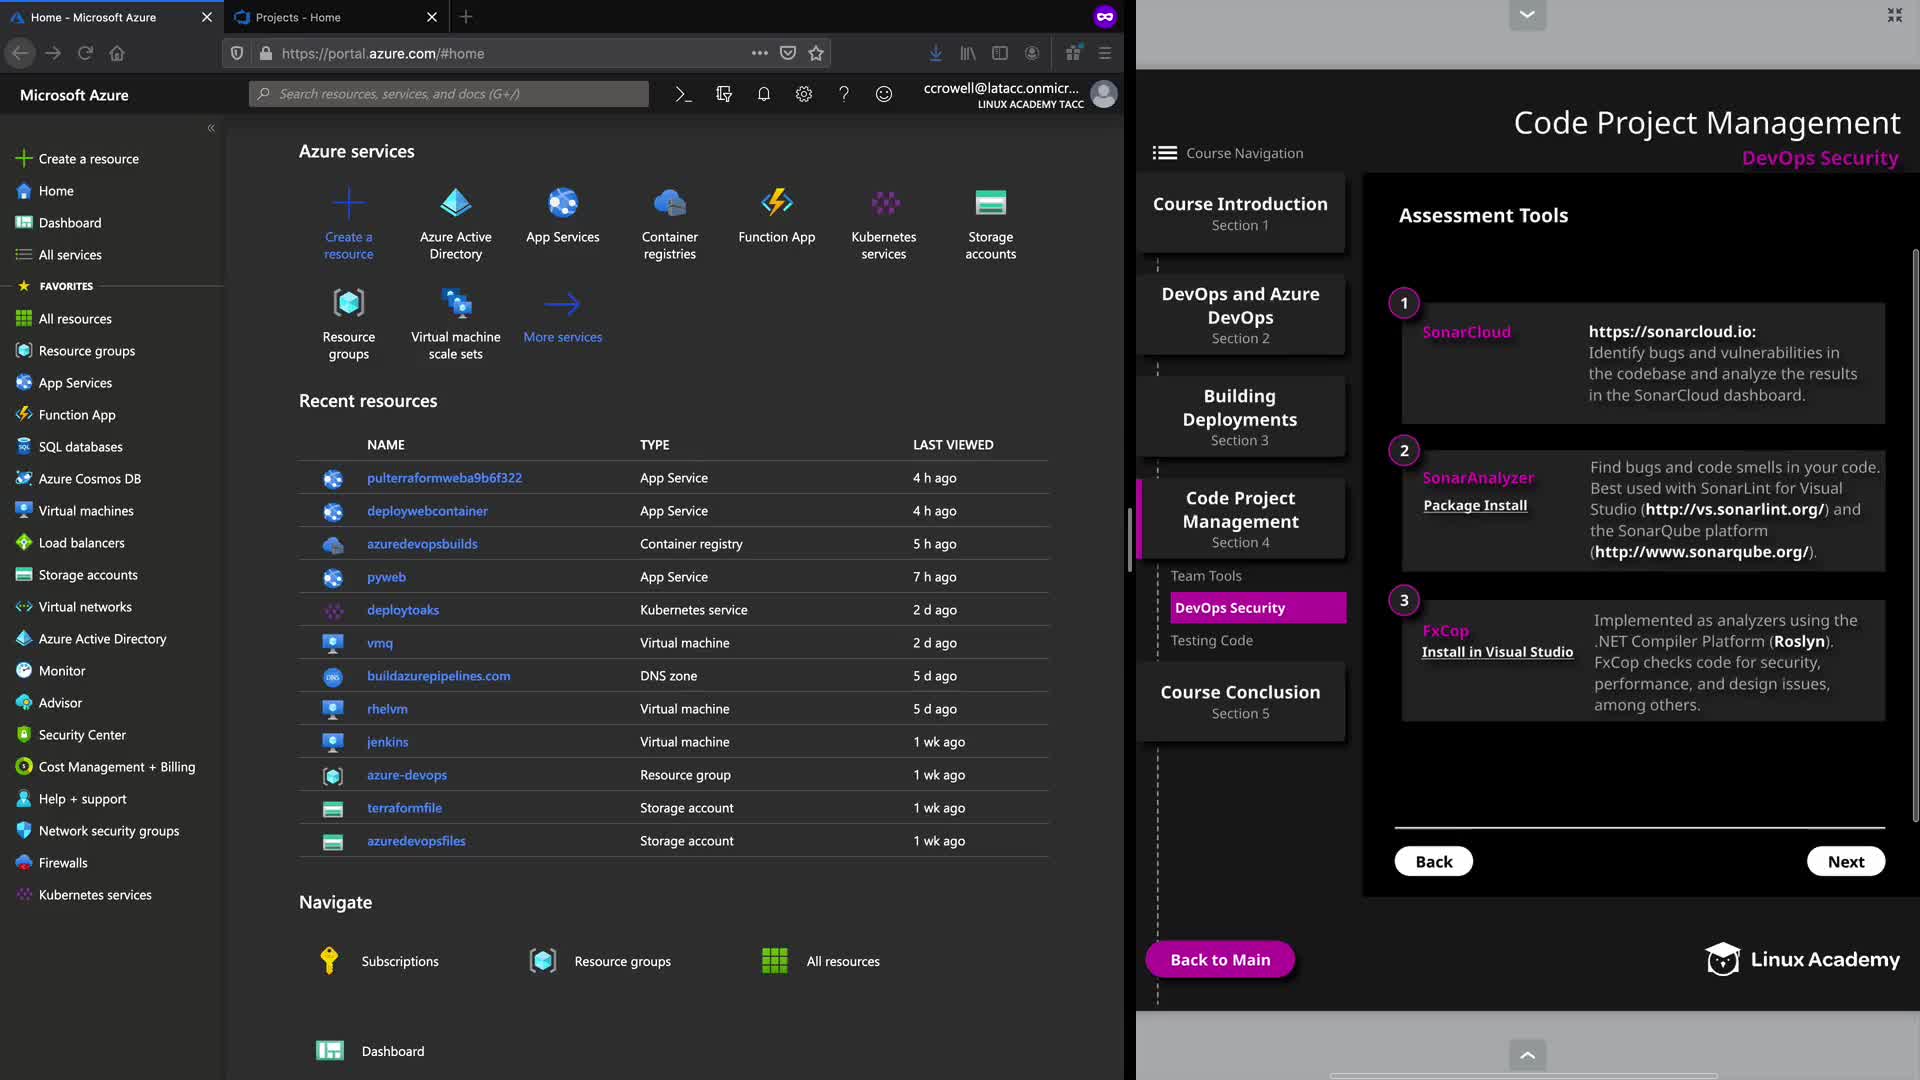 Home - Microsoft Azure
Projects - Home
https://portal.azure.com/#home
Microsoft Azure
Search resources, services, and docs (G+/)
ccrowell@latacc.onmicr...
LINUX ACADEMY TACC
Create a resource
Home
Dashboard
All services
FAVORITES
All resources
Resource groups
App Services
Function App
SQL databases
Azure Cosmos DB
Virtual machines
Load balancers
Storage accounts
Virtual networks
Azure Active Directory
Monitor
Advisor
Security Center
Cost Management + Billing
Help + support
Network security groups
Firewalls
Kubernetes services
Azure services
Create a
resource
Azure Active
Directory
App Services
Container
registries
Function App
Kubernetes
services
Storage
accounts
Resource
groups
Virtual machine
scale sets
More services
Recent resources
NAME TYPE LAST VIEWED
pulterraformweba9b6f322 App Service 4 h ago
deploywebcontainer App Service 4 h ago
azuredevopsbuilds Container registry 5 h ago
pyweb App Service 7 h ago
deploytoaks Kubernetes service 2 d ago
vmq Virtual machine 2 d ago
buildazurepipelines.com DNS zone 5 d ago
rhelvm Virtual machine 5 d ago
jenkins Virtual machine 1 wk ago
azure-devops Resource group 1 wk ago
terraformfile Storage account 1 wk ago
azuredevopsfiles Storage account 1 wk ago
Navigate
Subscriptions
Resource groups
All resources
Dashboard
Code Project Management
DevOps Security
Course Navigation
Course Introduction
Section 1
DevOps and Azure
DevOps
Section 2
Building
Deployments
Section 3
Code Project
Management
Section 4
Team Tools
DevOps Security
Testing Code
Course Conclusion
Section 5
Back to Main
Assessment Tools
1
SonarCloud
https://sonarcloud.io:
Identify bugs and vulnerabilities in
the codebase and analyze the results
in the SonarCloud dashboard.
2
SonarAnalyzer
Package Install
Find bugs and code smells in your code.
Best used with SonarLint for Visual
Studio (http://vs.sonarlint.org/) and
the SonarQube platform
(http://www.sonarqube.org/).
3
FxCop
Install in Visual Studio
Implemented as analyzers using the
.NET Compiler Platform (Roslyn).
FxCop checks code for security,
performance, and design issues,
among others.
Back
Next
Linux Academy